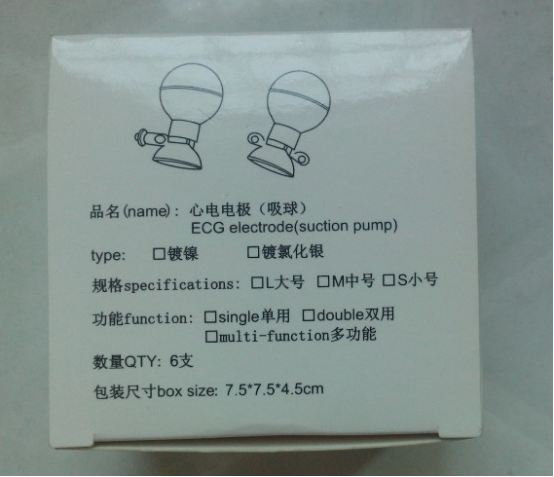 品名(name): 心电电极（吸球）
ECG electrode(suction pump)
type: □镀镍 □镀氯化银
规格specifications: □L大号 □M中号 □S小号
功能function: □single单用 □double双用
□multi-function多功能
数量QTY: 6支
包装尺寸box size: 7.5*7.5*4.5cm